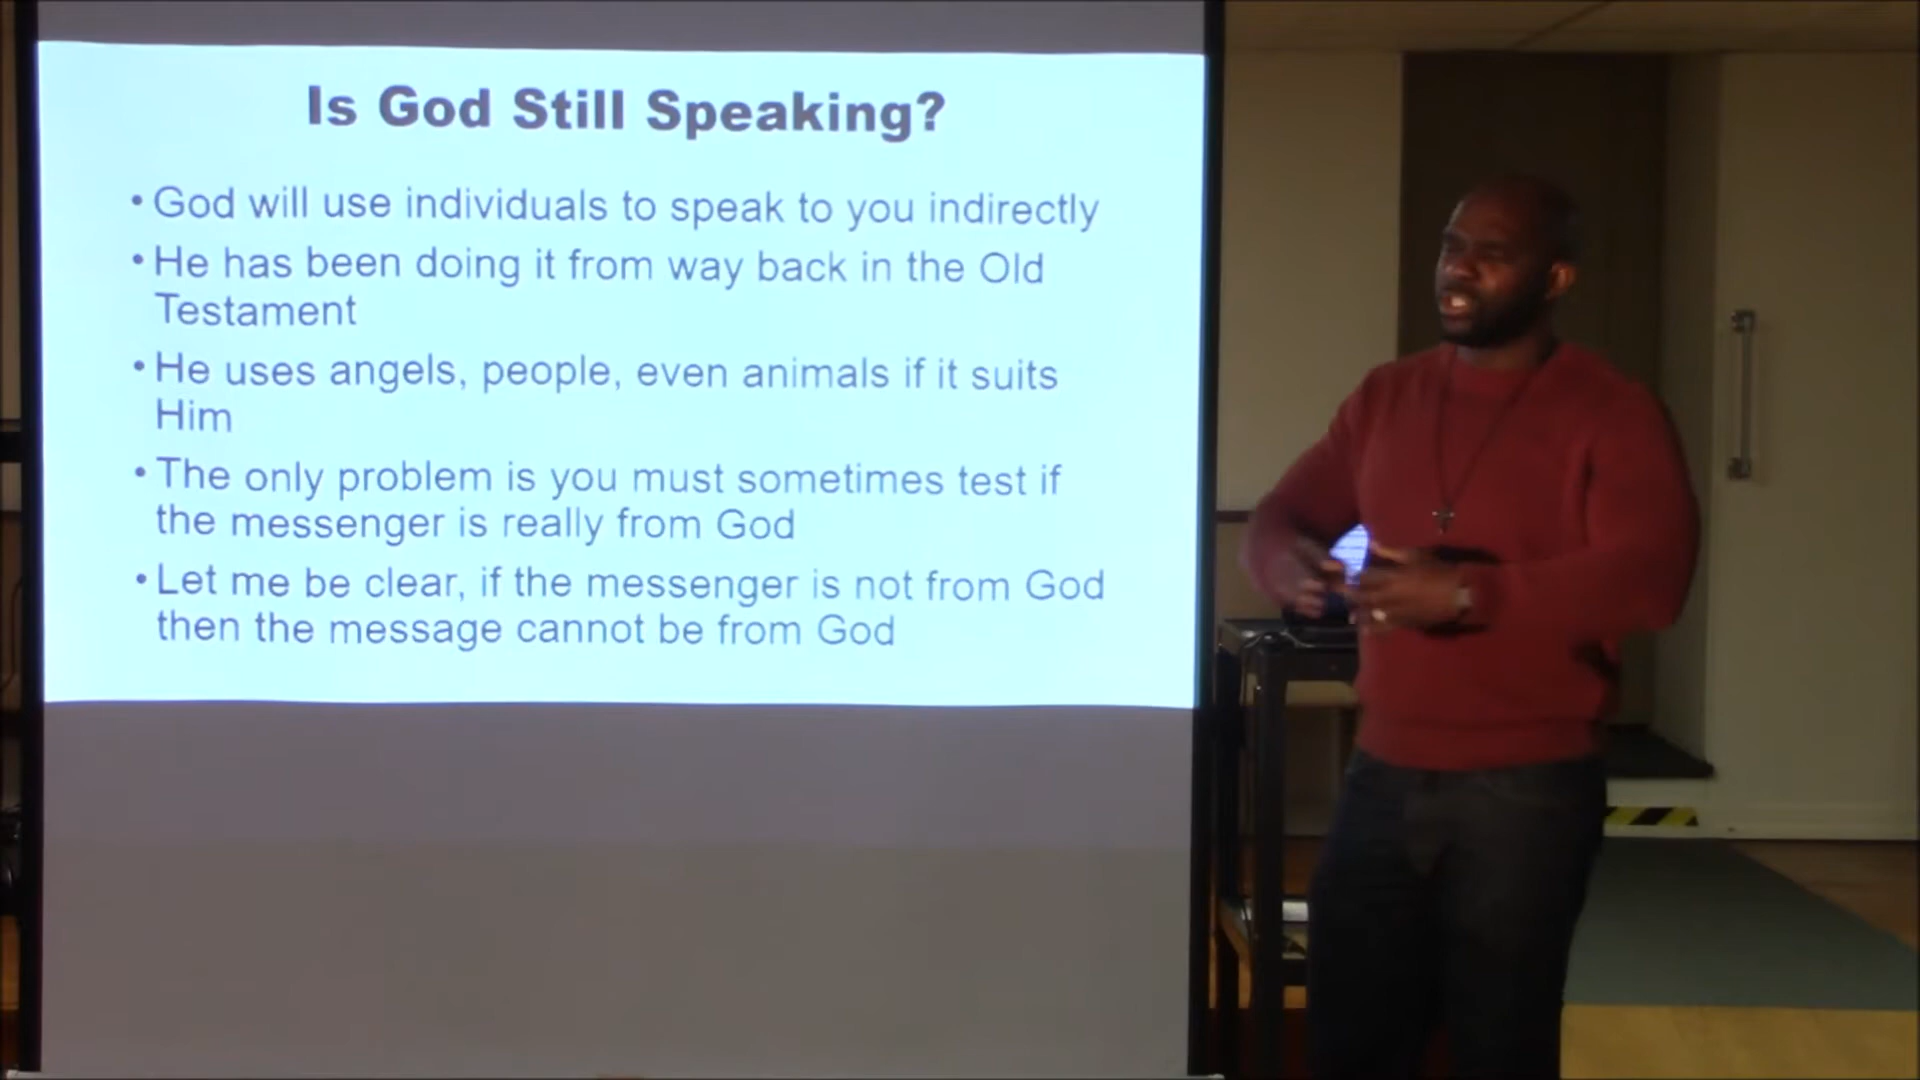 Is God Still Speaking?
• God will use individuals to speak to you indirectly
• He has been doing it from way back in the Old
Testament
• He uses angels, people, even animals if it suits
Him
• The only problem is you must sometimes test if
the messenger is really from God
• Let me be clear, if the messenger is not from God
then the message cannot be from God